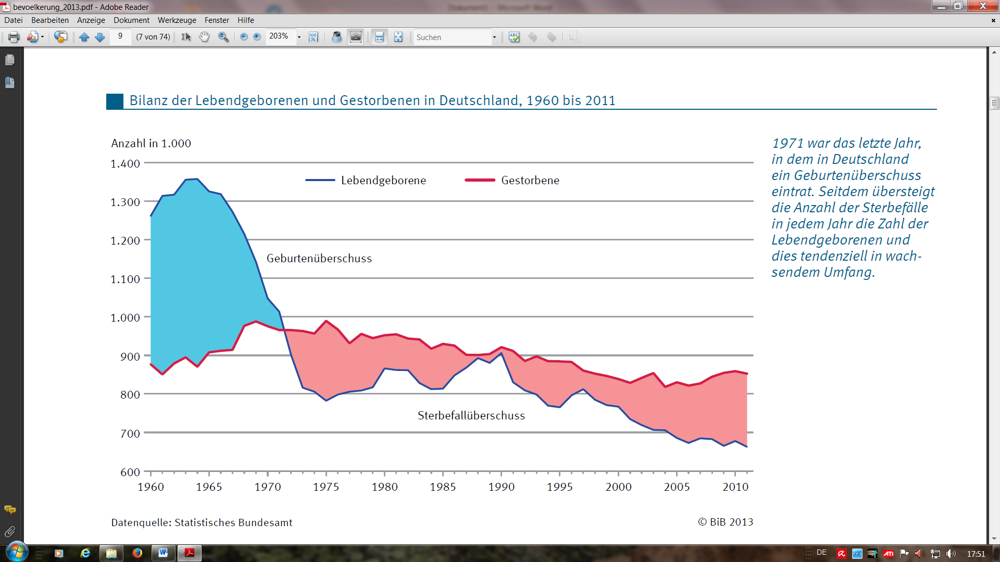 bevoelkerung_2013.pdf - Adobe Reader
Dokument1 - Microsoft Word
Datei Bearbeiten Anzeige Dokument Werkzeuge Fenster Hilfe
9 (7 von 74) 203% Suchen
Bilanz der Lebendgeborenen und Gestorbenen in Deutschland, 1960 bis 2011
Anzahl in 1.000
1.400
1.300
1.200
1.100
1.000
900
800
700
600
Lebendgeborene Gestorbene
Geburtenüberschuss
Sterbefallüberschuss
1960 1965 1970 1975 1980 1985 1990 1995 2000 2005 2010
1971 war das letzte Jahr,
in dem in Deutschland
ein Geburtenüberschuss
eintrat. Seitdem übersteigt
die Anzahl der Sterbefälle
in jedem Jahr die Zahl der
Lebendgeborenen und
dies tendenziell in wach-
sendem Umfang.
Datenquelle: Statistisches Bundesamt
© BiB 2013
DE ATI 17:51